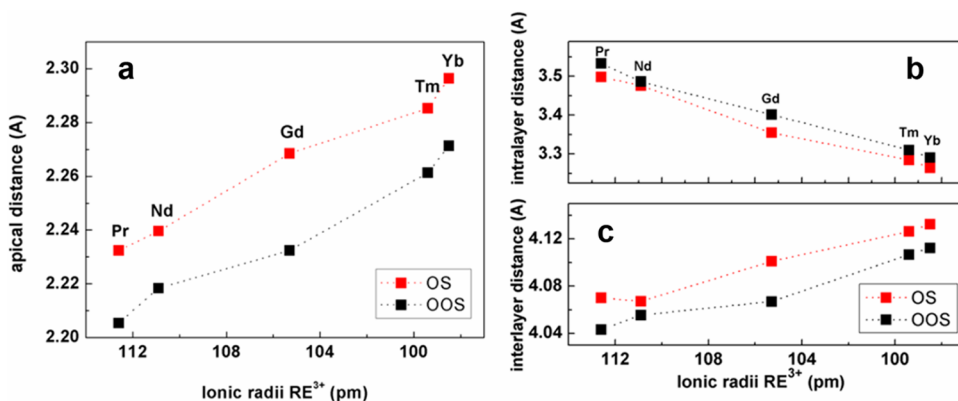 a
apical distance (A)
2.30
2.28
2.26
2.24
2.22
2.20
Pr
Nd
Gd
Tm
Yb
OS
OOS
112
108
104
100
Ionic radii RE³⁺ (pm)
b
intralayer distance (A)
3.5
3.3
Pr
Nd
Gd
Tm
Yb
c
interlayer distance (A)
4.12
4.08
4.04
OS
OOS
112
108
104
100
Ionic radii RE³⁺ (pm)